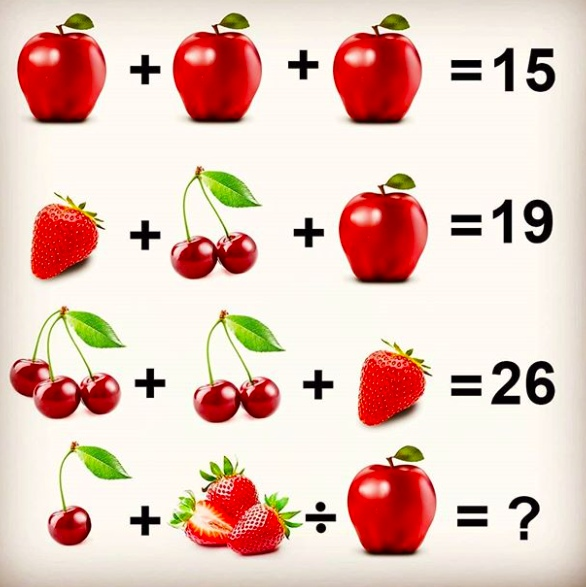 + + =15
+ + =19
+ + =26
+ ÷ = ?